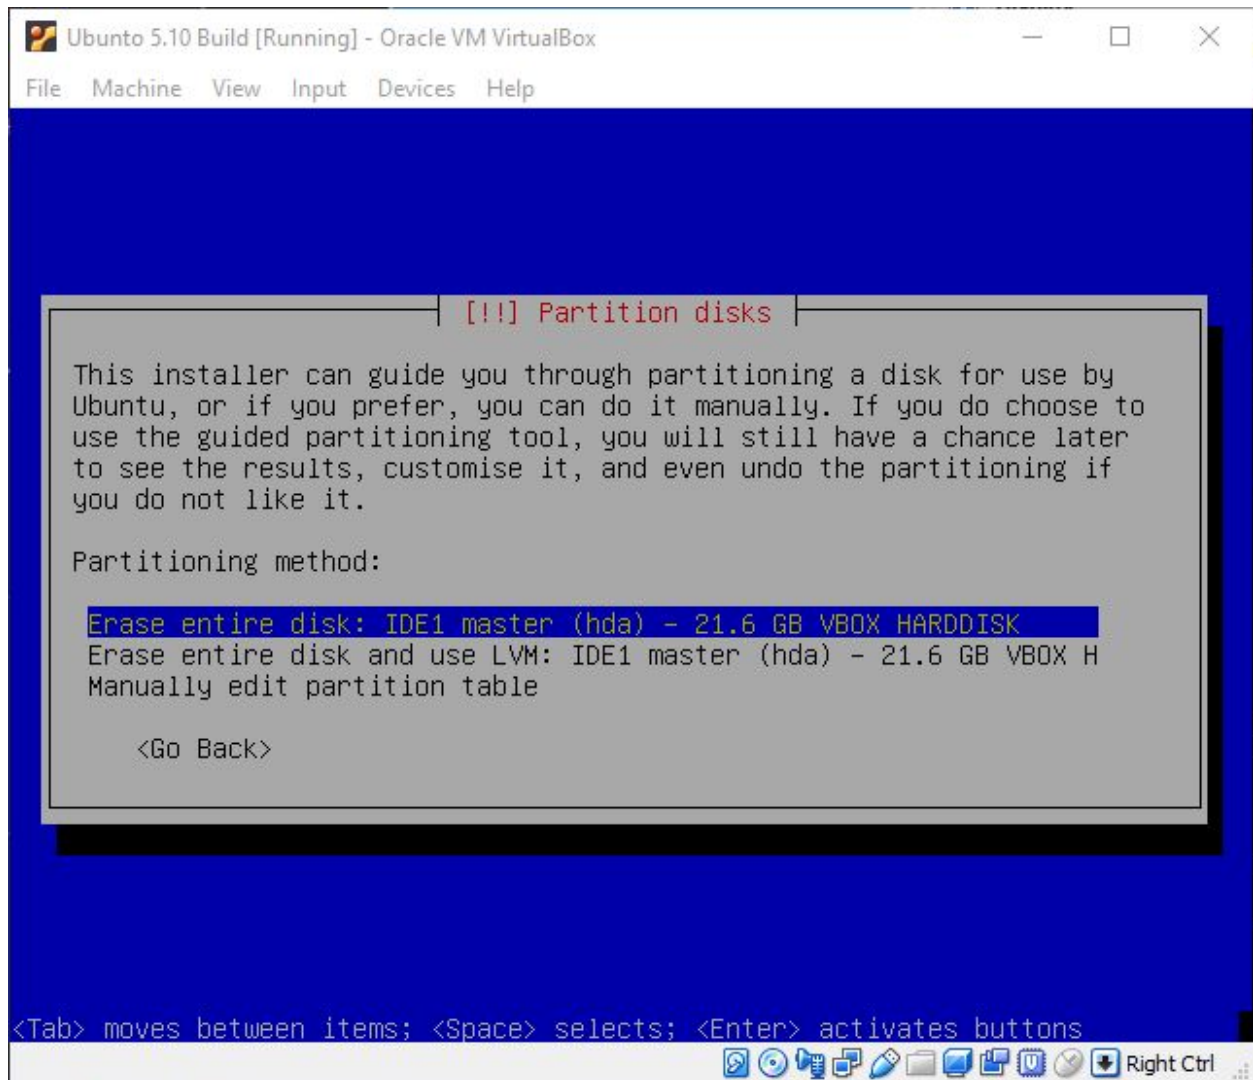 Ubunto 5.10 Build [Running] - Oracle VM VirtualBox
File Machine View Input Devices Help
[!!] Partition disks
This installer can guide you through partitioning a disk for use by
Ubuntu, or if you prefer, you can do it manually. If you do choose to
use the guided partitioning tool, you will still have a chance later
to see the results, customise it, and even undo the partitioning if
you do not like it.
Partitioning method:
Erase entire disk: IDE1 master (hda) - 21.6 GB VBOX HARDDISK
Erase entire disk and use LVM: IDE1 master (hda) - 21.6 GB VBOX H
Manually edit partition table
<Go Back>
<Tab> moves between items; <Space> selects; <Enter> activates buttons
Right Ctrl